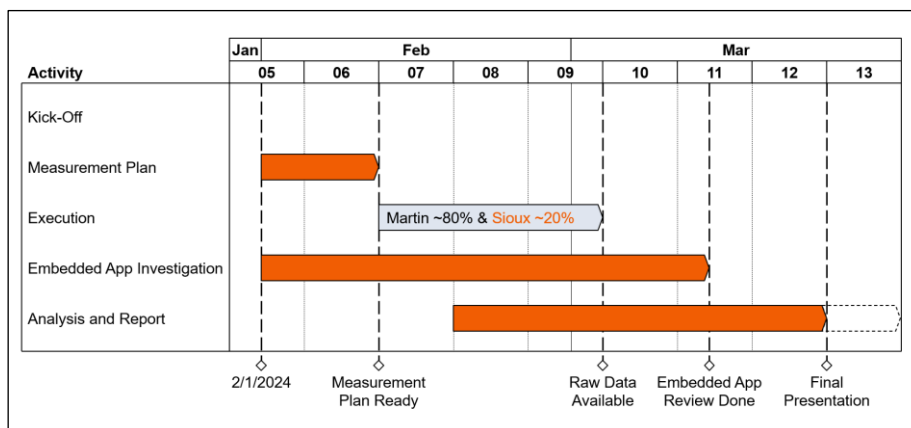 Jan Feb Mar
Activity 05 06 07 08 09 10 11 12 13
Kick-Off
Measurement Plan
Execution Martin ~80% & Sioux ~20%
Embedded App Investigation
Analysis and Report
2/1/2024 Measurement Raw Data Embedded App Final
Plan Ready Available Review Done Presentation